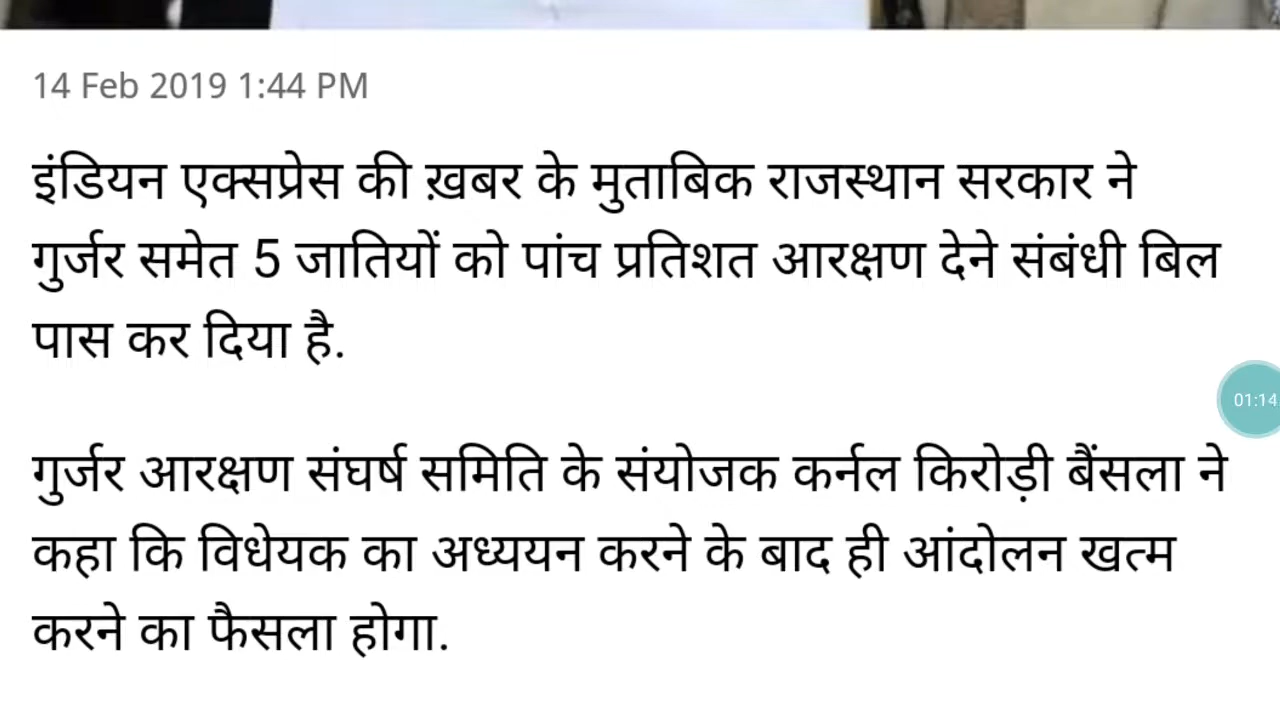 14 Feb 2019 1:44 PM
इंडियन एक्सप्रेस की ख़बर के मुताबिक राजस्थान सरकार ने
गुर्जर समेत 5 जातियों को पांच प्रतिशत आरक्षण देने संबंधी बिल
पास कर दिया है.
01:14
गुर्जर आरक्षण संघर्ष समिति के संयोजक कर्नल किरोड़ी बैंसला ने
कहा कि विधेयक का अध्ययन करने के बाद ही आंदोलन खत्म
करने का फैसला होगा.